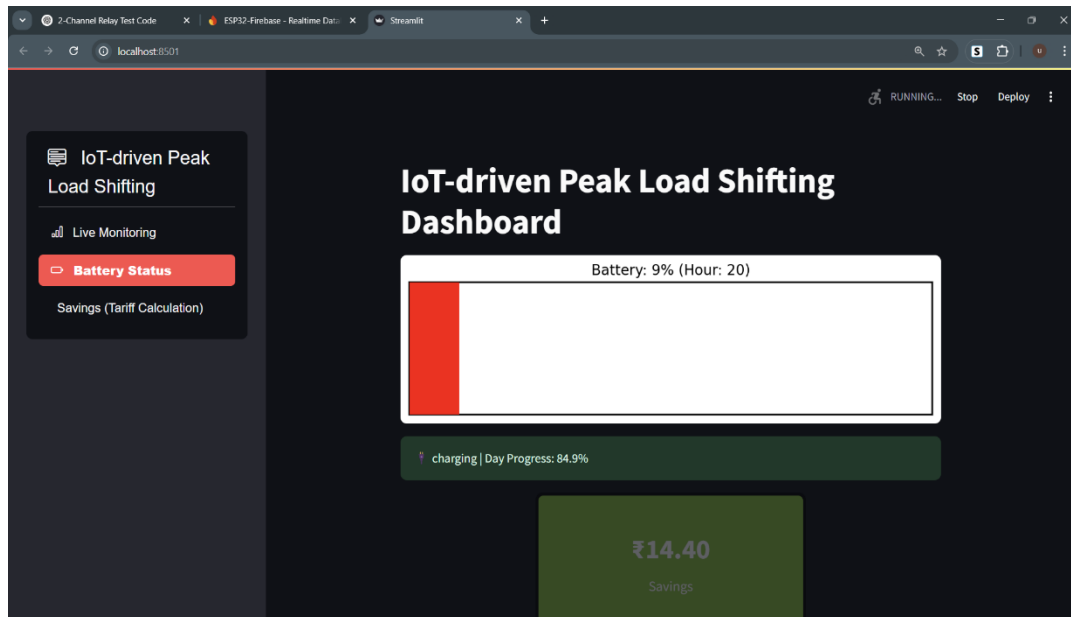 2-Channel Relay Test Code
ESP32-Firebase - Realtime Data
Streamlit
localhost:8501
S
U
RUNNING...
Stop
Deploy
IoT-driven Peak
Load Shifting
Live Monitoring
Battery Status
Savings (Tariff Calculation)
IoT-driven Peak Load Shifting
Dashboard
Battery: 9% (Hour: 20)
charging | Day Progress: 84.9%
₹14.40
Savings